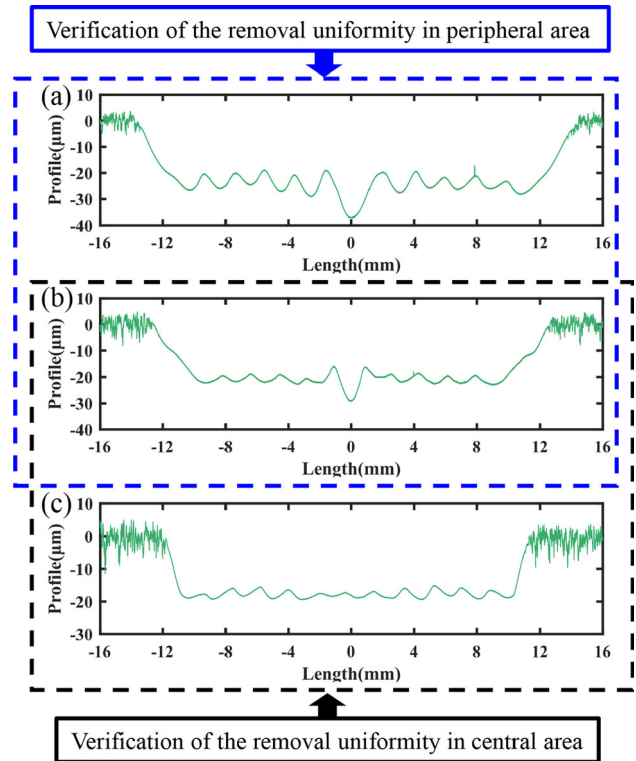 Verification of the removal uniformity in peripheral area
(a)
10
0
-10
-20
-30
-40
Profile(μm)
-16 -12 -8 -4 0 4 8 12 16
Length(mm)
(b)
10
0
-10
-20
-30
-40
Profile(μm)
-16 -12 -8 -4 0 4 8 12 16
Length(mm)
(c)
10
0
-10
-20
-30
Profile(μm)
-16 -12 -8 -4 0 4 8 12 16
Length(mm)
Verification of the removal uniformity in central area